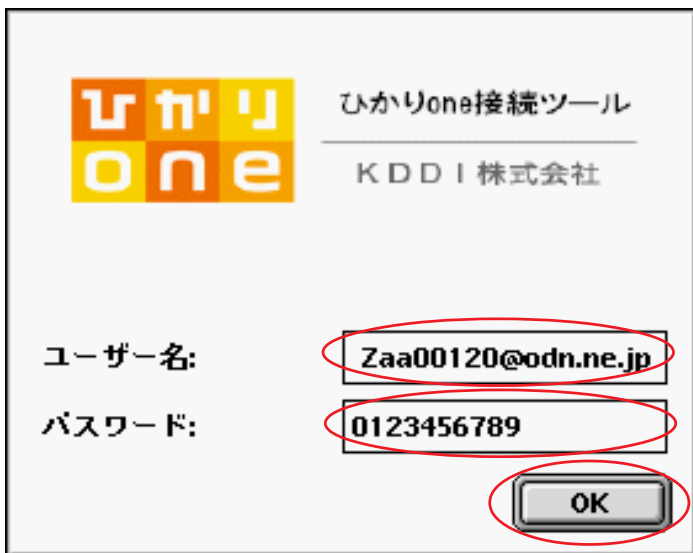 ひかり
one
ひかりone接続ツール
KDDI株式会社
ユーザー名: Zaa00120@odn.ne.jp
パスワード: 0123456789
OK